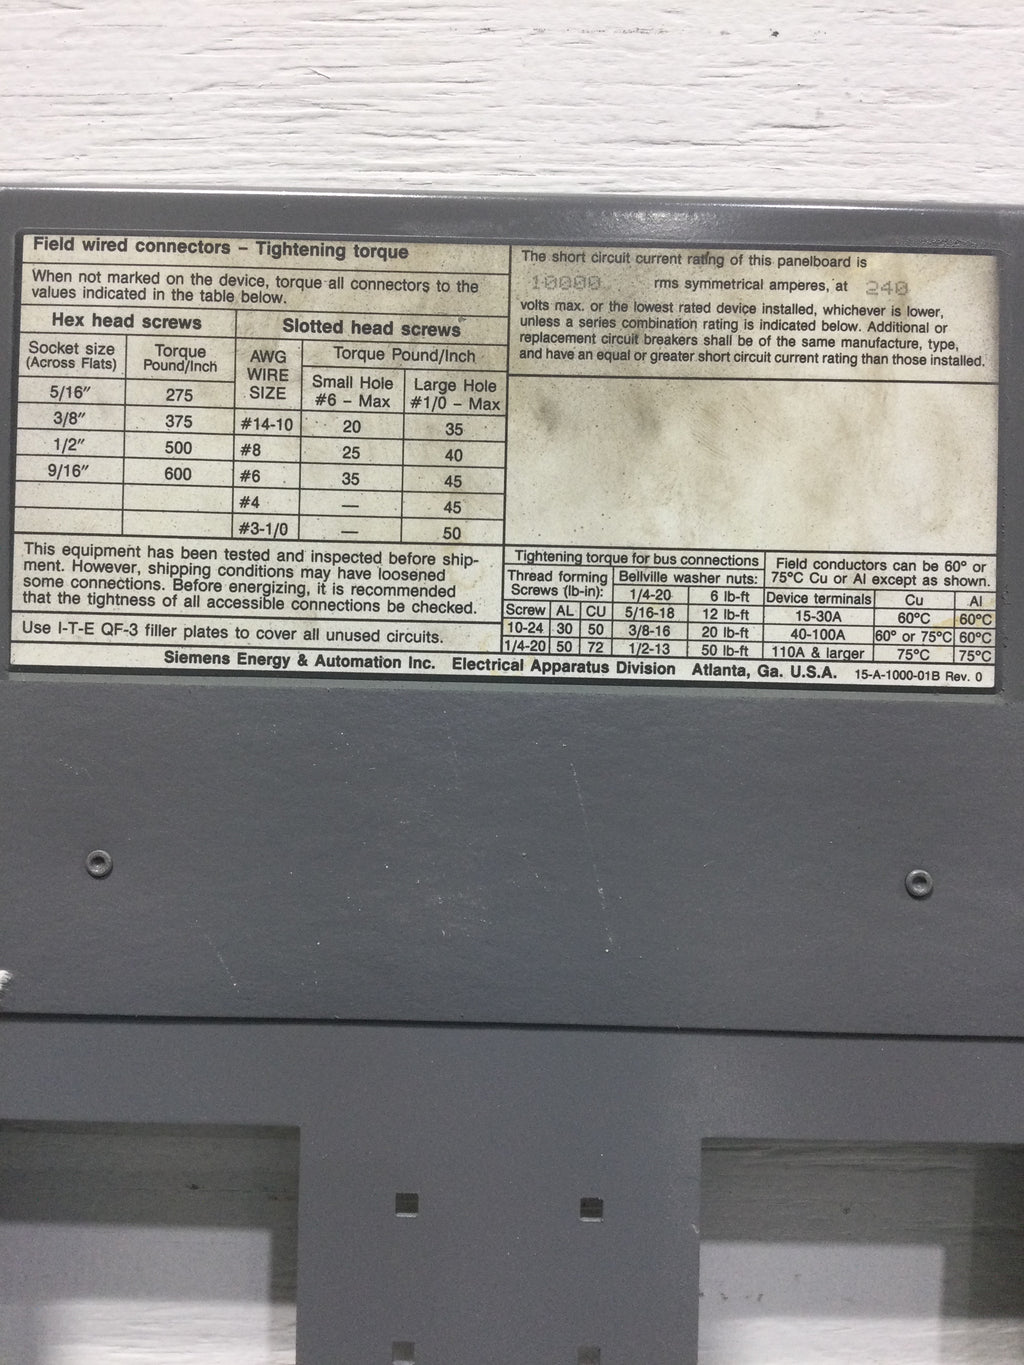 Field wired connectors – Tightening torque
When not marked on the device, torque all connectors to the
values indicated in the table below.
Hex head screws
Slotted head screws
Socket size
(Across Flats)
Torque
Pound/Inch
AWG
WIRE
SIZE
Torque Pound/Inch
Small Hole
#6 – Max
Large Hole
#1/0 – Max
5/16″ 275
3/8″ 375 #14-10 20 35
1/2″ 500 #8 25 40
9/16″ 600 #6 35 45
#4 — 45
#3-1/0 — 50
This equipment has been tested and inspected before ship-
ment. However, shipping conditions may have loosened
some connections. Before energizing, it is recommended
that the tightness of all accessible connections be checked.
Use I-T-E QF-3 filler plates to cover all unused circuits.
The short circuit current rating of this panelboard is
10000 rms symmetrical amperes, at 240
volts max. or the lowest rated device installed, whichever is lower,
unless a series combination rating is indicated below. Additional or
replacement circuit breakers shall be of the same manufacture, type,
and have an equal or greater short circuit current rating than those installed.
Tightening torque for bus connections
Thread forming
Screws (lb-in):
Screw AL CU
10-24 30 50
1/4-20 50 72
Bellville washer nuts:
1/4-20 6 lb-ft
5/16-18 12 lb-ft
3/8-16 20 lb-ft
1/2-13 50 lb-ft
Field conductors can be 60° or
75°C Cu or Al except as shown.
Device terminals Cu Al
15-30A 60°C 60°C
40-100A 60° or 75°C 60°C
110A & larger 75°C 75°C
Siemens Energy & Automation Inc. Electrical Apparatus Division Atlanta, Ga. U.S.A. 15-A-1000-01B Rev. 0